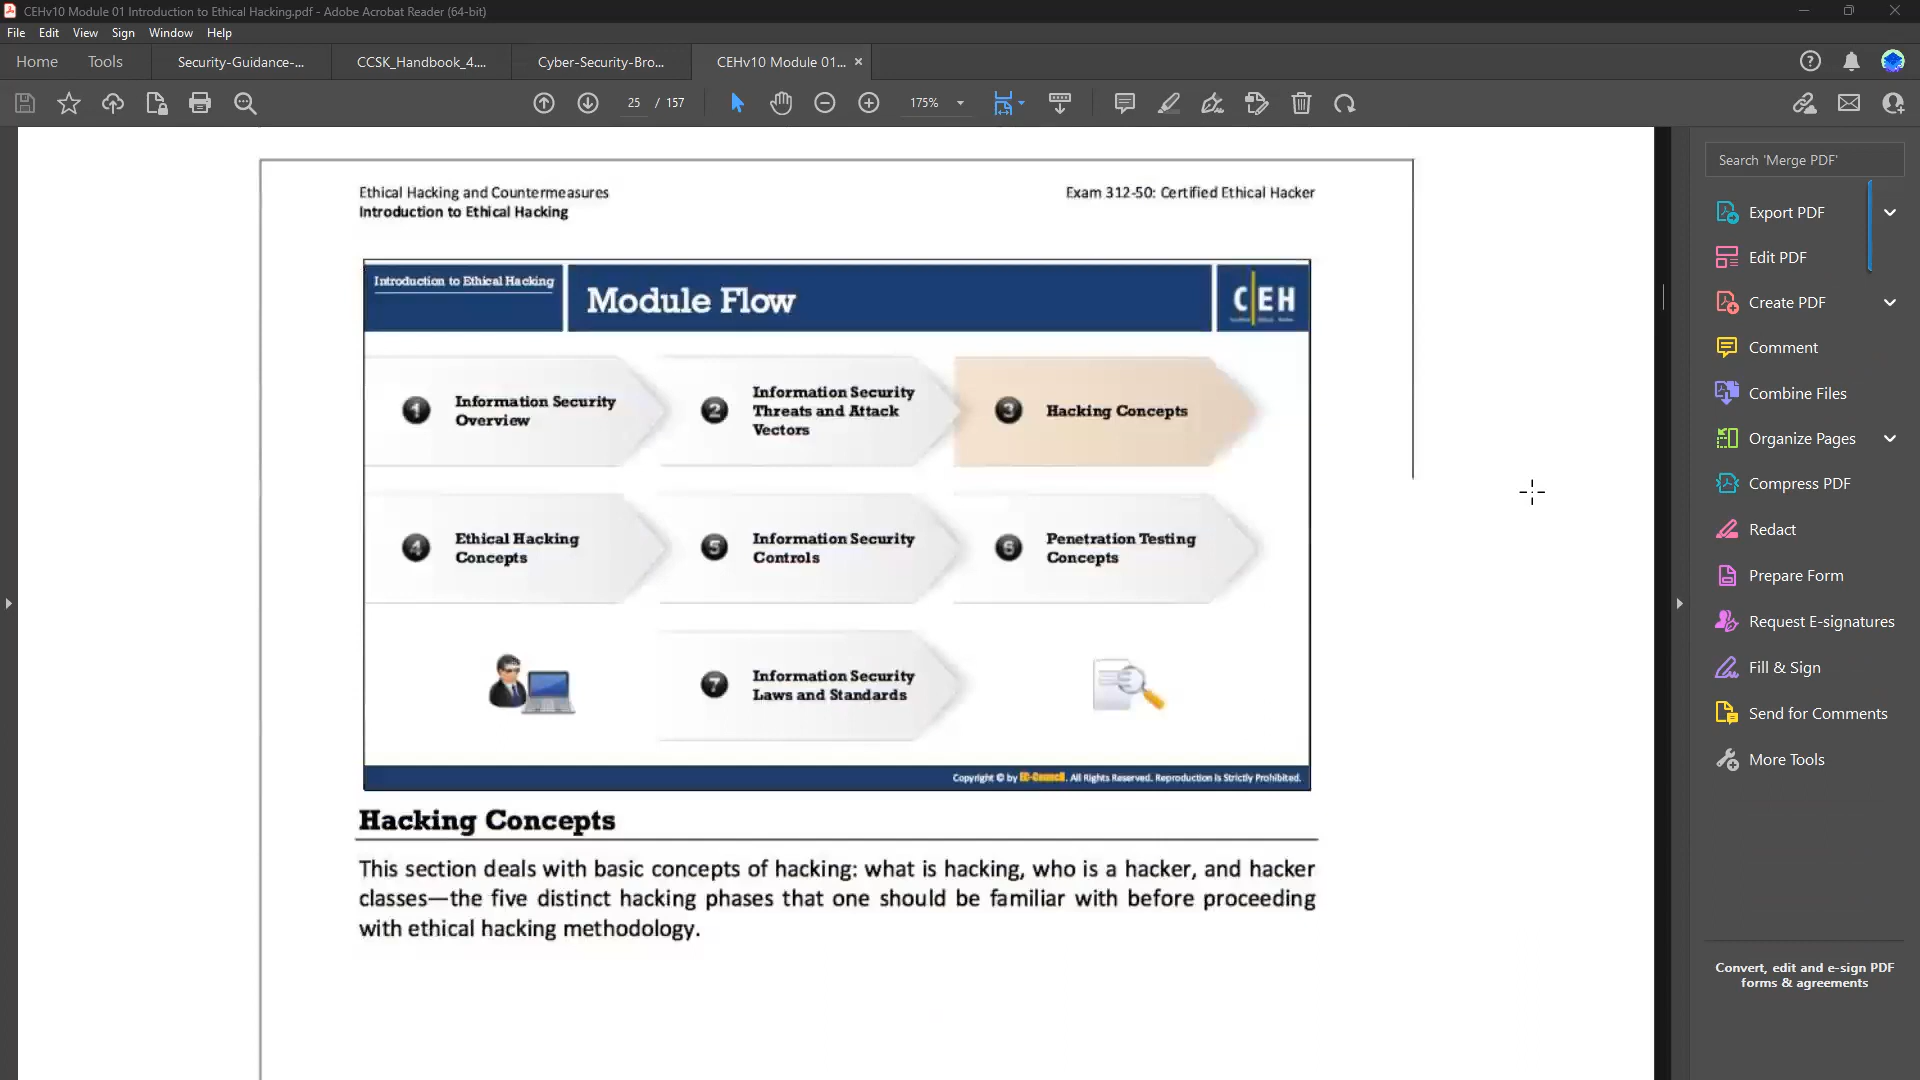 CEHv10 Module 01 Introduction to Ethical Hacking.pdf - Adobe Acrobat Reader (64-bit)
File Edit View Sign Window Help
Home Tools Security-Guidance-... CCSK_Handbook_4.... Cyber-Security-Bro... CEHv10 Module 01...
25 / 157 175%
Ethical Hacking and Countermeasures Exam 312-50: Certified Ethical Hacker
Introduction to Ethical Hacking
Introduction to Ethical Hacking
Module Flow
CEH
1 Information Security
Overview
2 Information Security
Threats and Attack
Vectors
3 Hacking Concepts
4 Ethical Hacking
Concepts
5 Information Security
Controls
6 Penetration Testing
Concepts
7 Information Security
Laws and Standards
Copyright © by EC-Council. All Rights Reserved. Reproduction is Strictly Prohibited.
Hacking Concepts
This section deals with basic concepts of hacking: what is hacking, who is a hacker, and hacker
classes—the five distinct hacking phases that one should be familiar with before proceeding
with ethical hacking methodology.
Search 'Merge PDF'
Export PDF
Edit PDF
Create PDF
Comment
Combine Files
Organize Pages
Compress PDF
Redact
Prepare Form
Request E-signatures
Fill & Sign
Send for Comments
More Tools
Convert, edit and e-sign PDF
forms & agreements